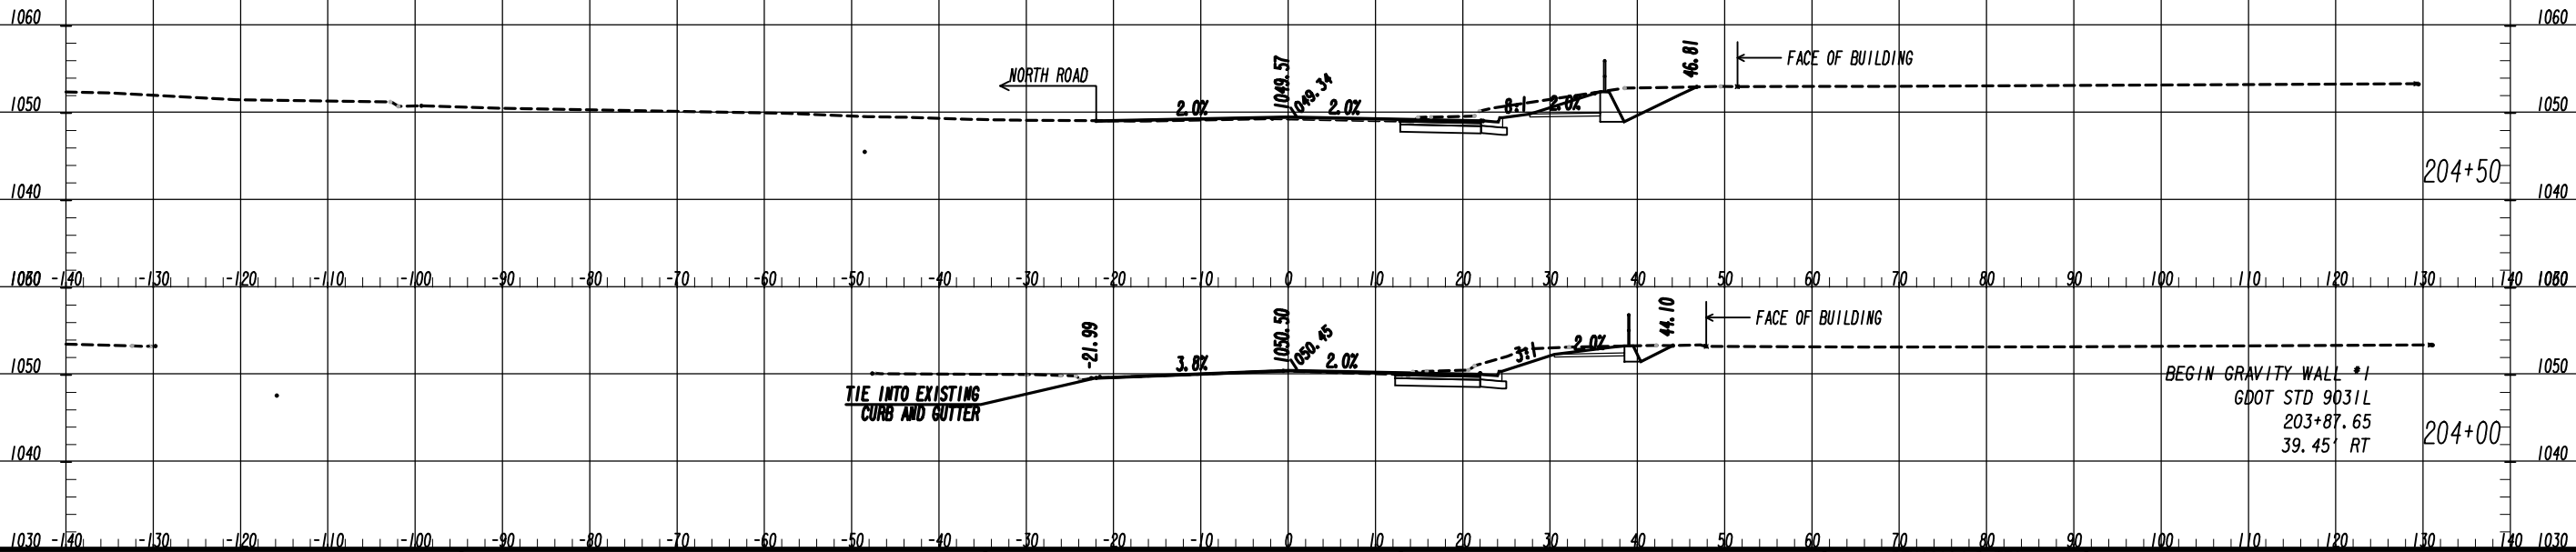 1060 1060
46.81
FACE OF BUILDING
NORTH ROAD
1049.57
1049.34
2.0% 2.0% 8:1 2.0%
1050 1050
204+50
1040 1040
-140 -130 -120 -110 -100 -90 -80 -70 -60 -50 -40 -30 -20 -10 0 10 20 30 40 50 60 70 80 90 100 110 120 130 140
44.10
FACE OF BUILDING
-21.99
1050.50
1050.45
3.8% 2.0% 3:1 2.0%
1050 1050
TIE INTO EXISTING
CURB AND GUTTER
BEGIN GRAVITY WALL #1
GDOT STD 9031L
203+87.65
39.45' RT
204+00
1040 1040
1030 -140 -130 -120 -110 -100 -90 -80 -70 -60 -50 -40 -30 -20 -10 0 10 20 30 40 50 60 70 80 90 100 110 120 130 140 1030